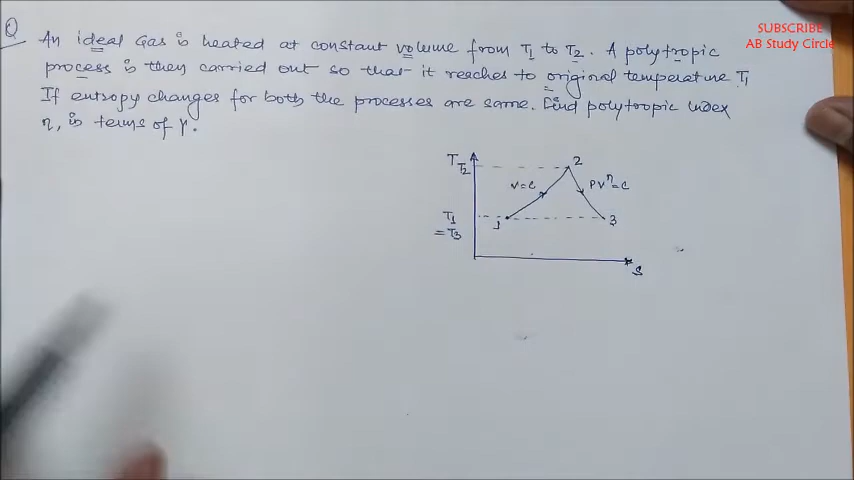 SUBSCRIBE
AB Study Circle
Q
An ideal Gas is heated at constant volume from T1 to T2. A polytropic
process is they carried out so that it reaches to original temperature T1
If entropy changes for both the processes are same. Find polytropic index
η, in terms of γ.
T
T2
2
V=C
PVⁿ=C
T1
=T3
1
3
S